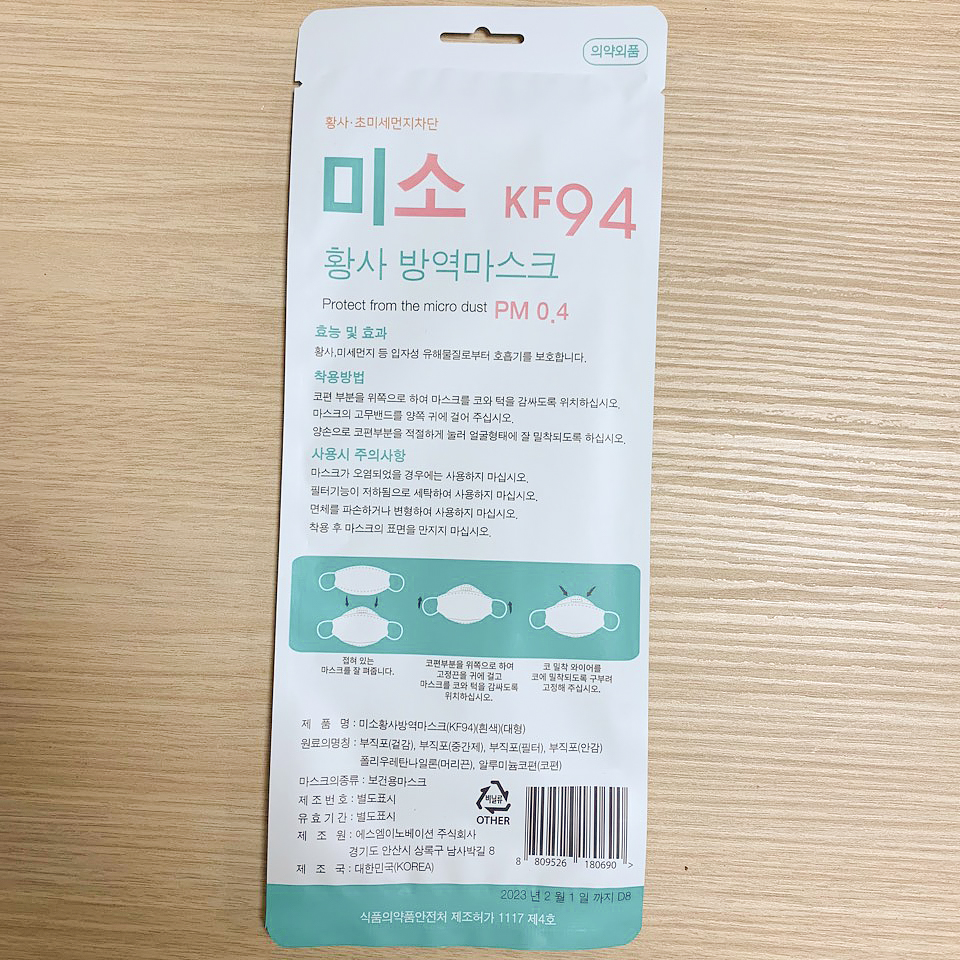 의약외품
황사·초미세먼지차단
미소 KF94
황사 방역마스크
Protect from the micro dust PM 0.4
효능 및 효과
황사,미세먼지 등 입자성 유해물질로부터 호흡기를 보호합니다.
착용방법
코편 부분을 위쪽으로 하여 마스크를 코와 턱을 감싸도록 위치하십시오.
마스크의 고무밴드를 양쪽 귀에 걸어 주십시오.
양손으로 코편부분을 적절하게 눌러 얼굴형태에 잘 밀착되도록 하십시오.
사용시 주의사항
마스크가 오염되었을 경우에는 사용하지 마십시오.
필터기능이 저하됨으로 세탁하여 사용하지 마십시오.
면체를 파손하거나 변형하여 사용하지 마십시오.
착용 후 마스크의 표면을 만지지 마십시오.
접혀 있는
마스크를 잘 펴줍니다.
코편부분을 위쪽으로 하여
고정끈을 귀에 걸고
마스크를 코와 턱을 감싸도록
위치하십시오.
코 밀착 와이어를
코에 밀착되도록 구부려
고정해 주십시오.
제 품 명 : 미소황사방역마스크(KF94)(흰색)(대형)
원료의명칭 : 부직포(겉감), 부직포(중간제), 부직포(필터), 부직포(안감)
폴리우레탄나일론(머리끈), 알루미늄코편(코편)
마스크의종류 : 보건용마스크
제 조 번 호 : 별도표시
유 효 기 간 : 별도표시
제 조 원 : 에스엠이노베이션 주식회사
경기도 안산시 상록구 남사박길 8
제 조 국 : 대한민국(KOREA)
비닐류
OTHER
8 809526 180690 >
2023 년 2 월 1 일 까지 D8
식품의약품안전처 제조허가 1117 제4호